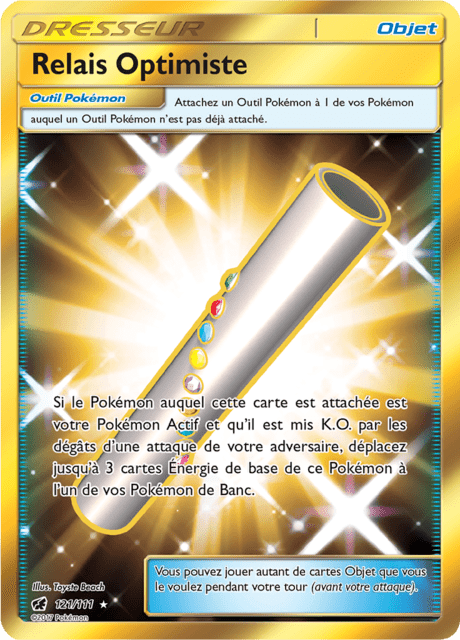 DRESSEUR
Objet
Relais Optimiste
Outil Pokémon
Attachez un Outil Pokémon à 1 de vos Pokémon
auquel un Outil Pokémon n'est pas déjà attaché.
Si le Pokémon auquel cette carte est attachée est
votre Pokémon Actif et qu'il est mis K.O. par les
dégâts d'une attaque de votre adversaire, déplacez
jusqu'à 3 cartes Énergie de base de ce Pokémon à
l'un de vos Pokémon de Banc.
Vous pouvez jouer autant de cartes Objet que vous
le voulez pendant votre tour (avant votre attaque).
Illus. Toyste Beach
121/111
©2017 Pokémon